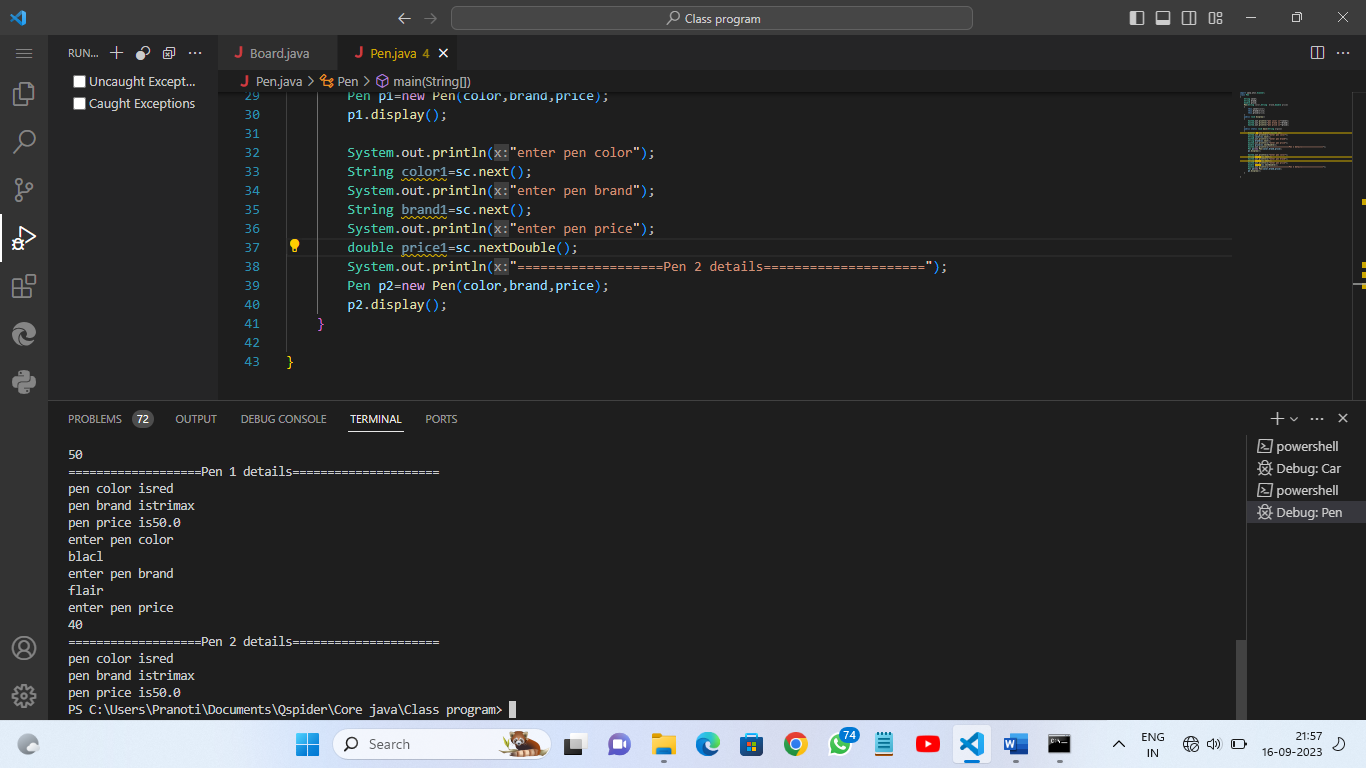 Class program
RUN...
Board.java
Pen.java 4
Uncaught Except...
Caught Exceptions
Pen.java > Pen > main(String[])
29 Pen p1=new Pen(color,brand,price);
30 p1.display();
31
32 System.out.println(x:"enter pen color");
33 String color1=sc.next();
34 System.out.println(x:"enter pen brand");
35 String brand1=sc.next();
36 System.out.println(x:"enter pen price");
37 double price1=sc.nextDouble();
38 System.out.println(x:"===================Pen 2 details=====================");
39 Pen p2=new Pen(color,brand,price);
40 p2.display();
41 }
42
43 }
PROBLEMS 72 OUTPUT DEBUG CONSOLE TERMINAL PORTS
50
===================Pen 1 details=====================
pen color isred
pen brand istrimax
pen price is50.0
enter pen color
blacl
enter pen brand
flair
enter pen price
40
===================Pen 2 details=====================
pen color isred
pen brand istrimax
pen price is50.0
PS C:\Users\Pranoti\Documents\Qspider\Core java\Class program>
powershell
Debug: Car
powershell
Debug: Pen
Search
74
ENG
IN
21:57
16-09-2023